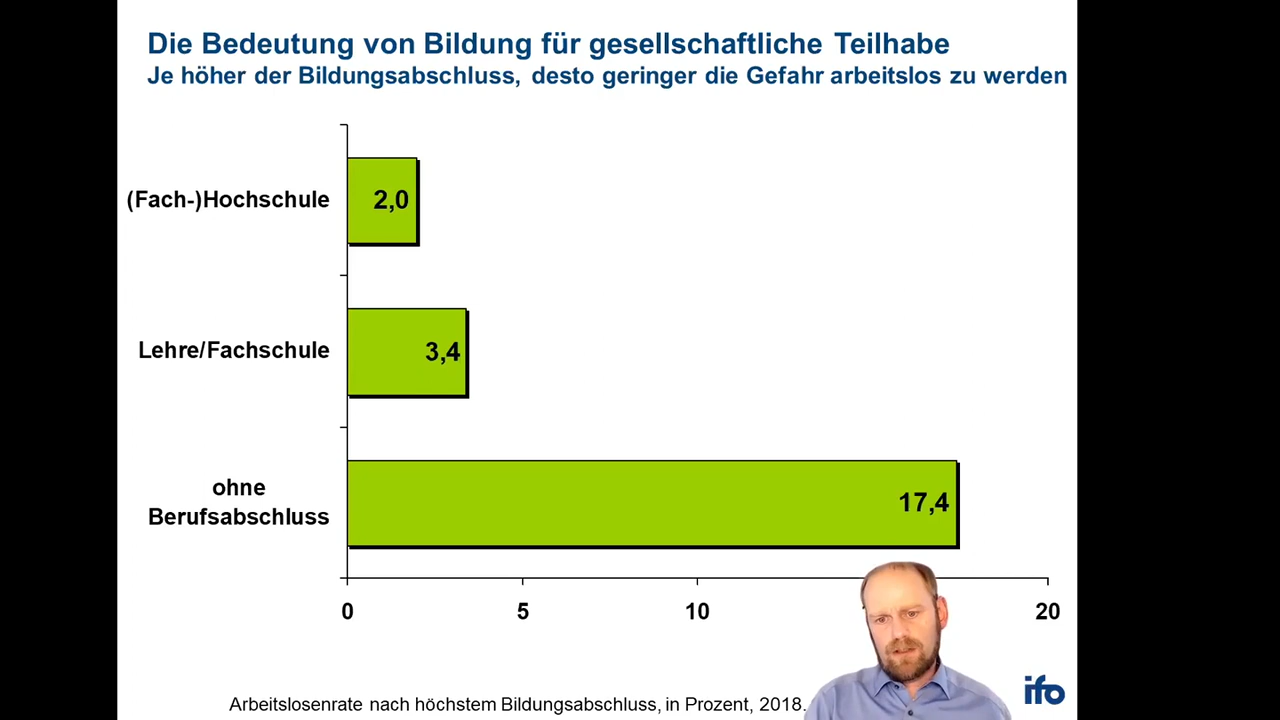 Die Bedeutung von Bildung für gesellschaftliche Teilhabe
Je höher der Bildungsabschluss, desto geringer die Gefahr arbeitslos zu werden
(Fach-)Hochschule
2,0
Lehre/Fachschule
3,4
ohne
Berufsabschluss
17,4
0
5
10
20
Arbeitslosenrate nach höchstem Bildungsabschluss, in Prozent, 2018.
ifo